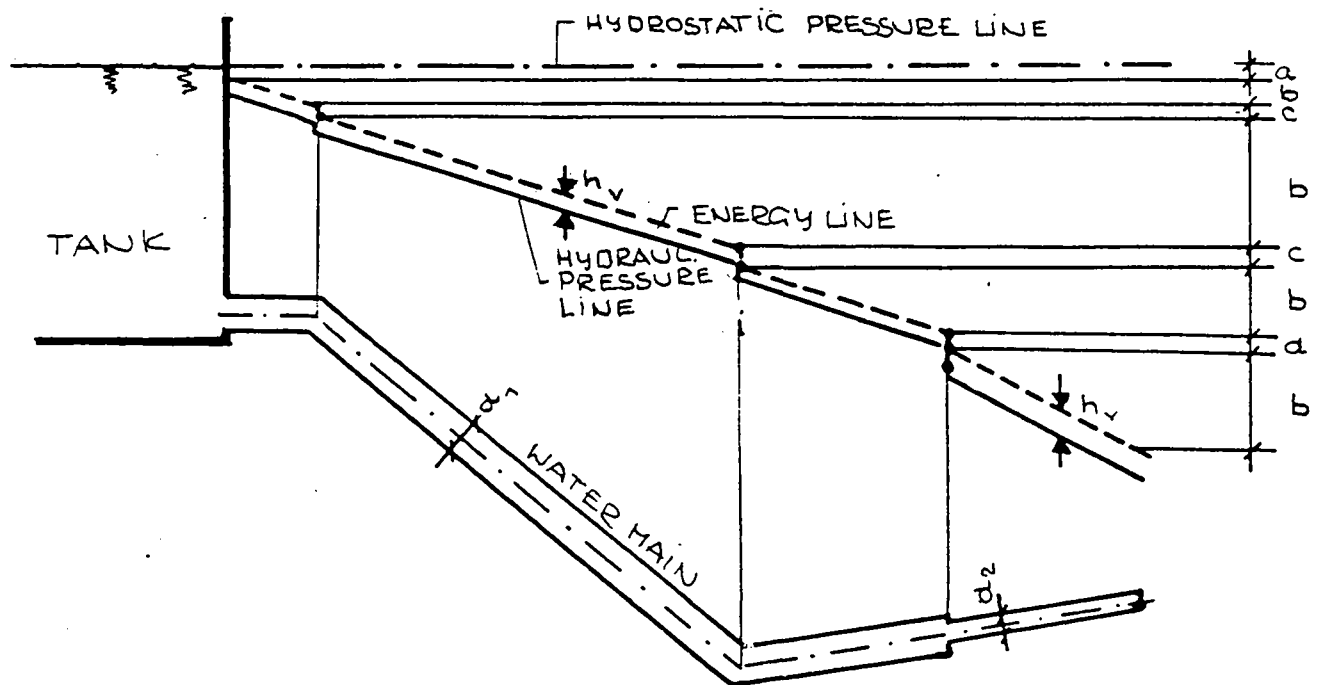 HYDROSTATIC PRESSURE LINE
a
b
c
b
hv
ENERGY LINE
TANK
HYDRAUL.
PRESSURE
LINE
c
b
d
b
hv
d1
WATER MAIN
d2